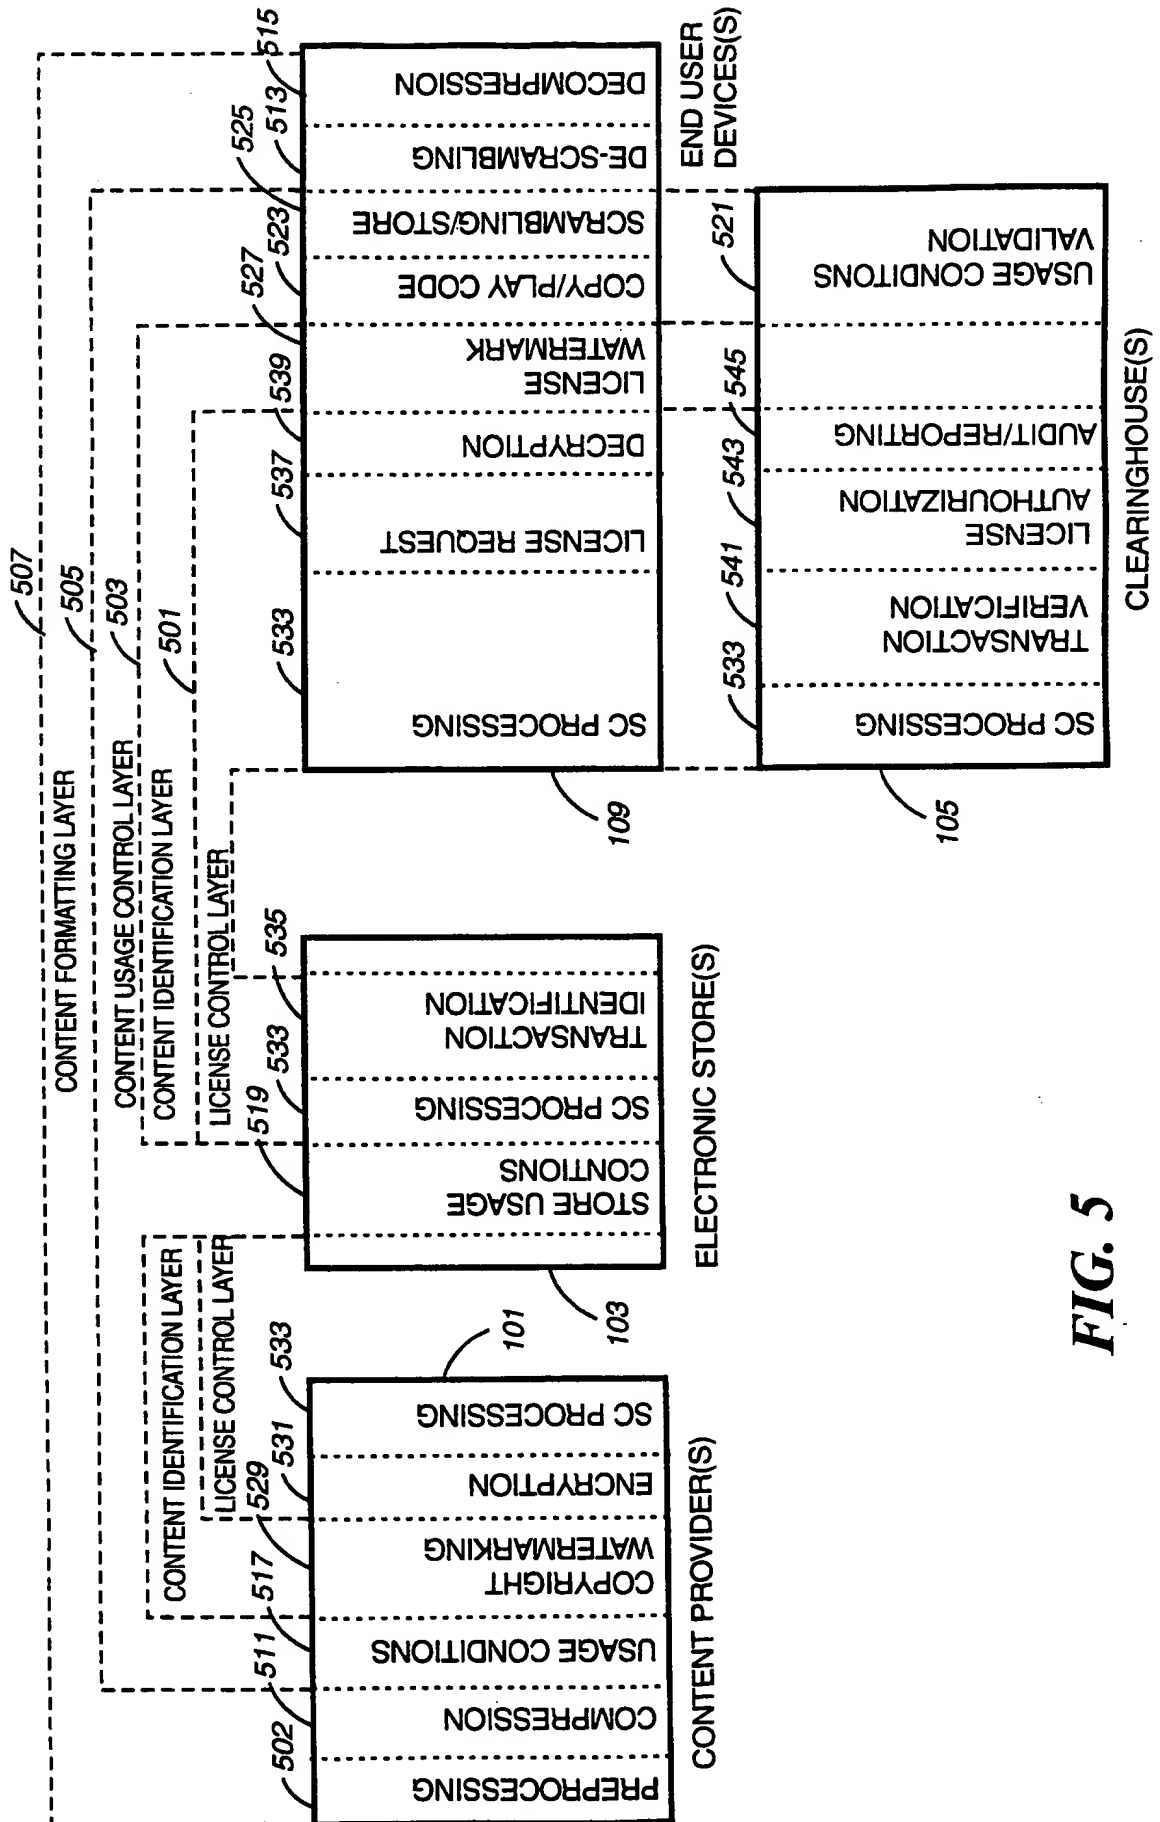 507
CONTENT FORMATTING LAYER
505
CONTENT USAGE CONTROL LAYER
503
CONTENT IDENTIFICATION LAYER
501
LICENSE CONTROL LAYER
CONTENT IDENTIFICATION LAYER
LICENSE CONTROL LAYER
502
PREPROCESSING
511
COMPRESSION
517
USAGE CONDITIONS
529
COPYRIGHT
WATERMARKING
531
ENCRYPTION
533
SC PROCESSING
101
CONTENT PROVIDER(S)
519
STORE USAGE
CONTIONS
533
SC PROCESSING
535
TRANSACTION
IDENTIFICATION
103
ELECTRONIC STORE(S)
533
SC PROCESSING
537
LICENSE REQUEST
539
DECRYPTION
527
LICENSE
WATERMARK
523
COPY/PLAY CODE
525
SCRAMBLING/STORE
513
DE-SCRAMBLING
515
DECOMPRESSION
109
END USER
DEVICES(S)
533
SC PROCESSING
541
TRANSACTION
VERIFICATION
543
LICENSE
AUTHOURIZATION
545
AUDIT/REPORTING
521
USAGE CONDITONS
VALIDATION
105
CLEARINGHOUSE(S)
FIG. 5